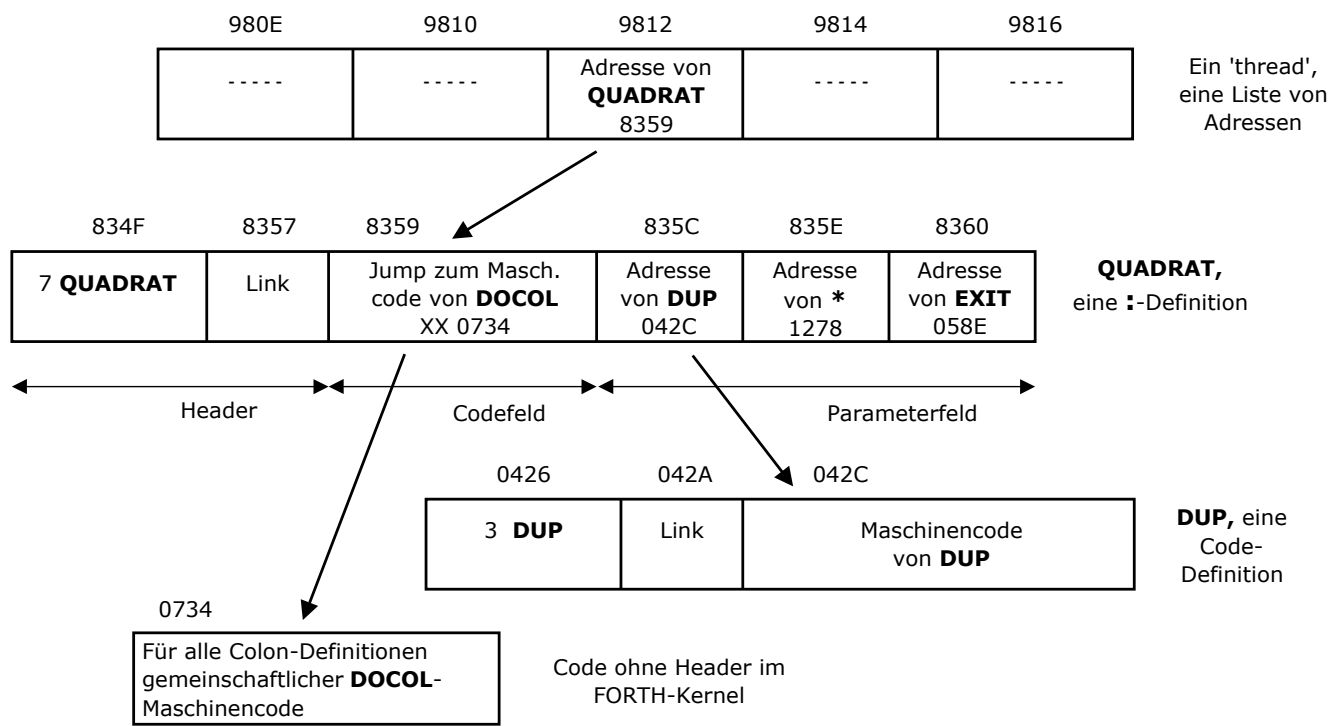 980E 9810 9812 9814 9816
- - - - - - - - - - Adresse von QUADRAT 8359 - - - - - - - - - -
Ein 'thread',
eine Liste von
Adressen
834F 8357 8359 835C 835E 8360
7 QUADRAT
Link
Jump zum Masch.
code von DOCOL
XX 0734
Adresse
von DUP
042C
Adresse
von *
1278
Adresse
von EXIT
058E
QUADRAT,
eine :-Definition
Header Codefeld Parameterfeld
0426 042A 042C
3 DUP
Link
Maschinencode
von DUP
DUP, eine
Code-
Definition
0734
Für alle Colon-Definitionen
gemeinschaftlicher DOCOL-
Maschinencode
Code ohne Header im
FORTH-Kernel